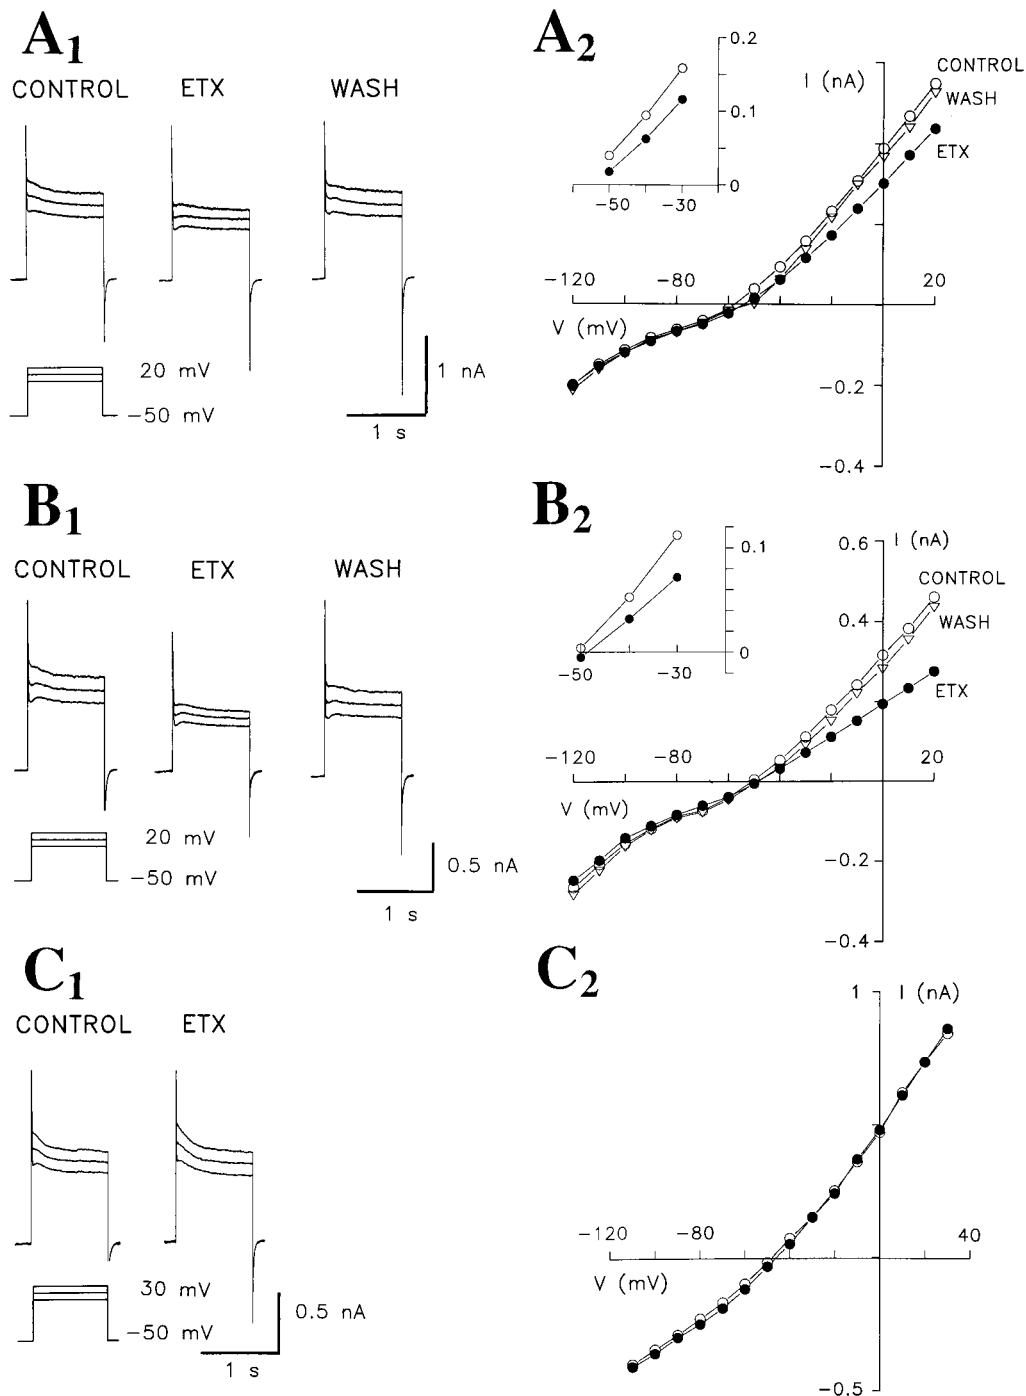 A1
CONTROL ETX WASH
20 mV
-50 mV
1 nA
1 s
A2
0.2
0.1
0
-50 -30
I (nA)
CONTROL
WASH
ETX
-120 -80 20
V (mV)
-0.2
-0.4
B1
CONTROL ETX WASH
20 mV
-50 mV
0.5 nA
1 s
B2
0.1
0
-50 -30
0.6 I (nA)
CONTROL
0.4
WASH
ETX
-120 -80 20
V (mV)
-0.2
-0.4
C1
CONTROL ETX
30 mV
-50 mV
0.5 nA
1 s
C2
1 I (nA)
-120 -80 40
V (mV)
-0.5